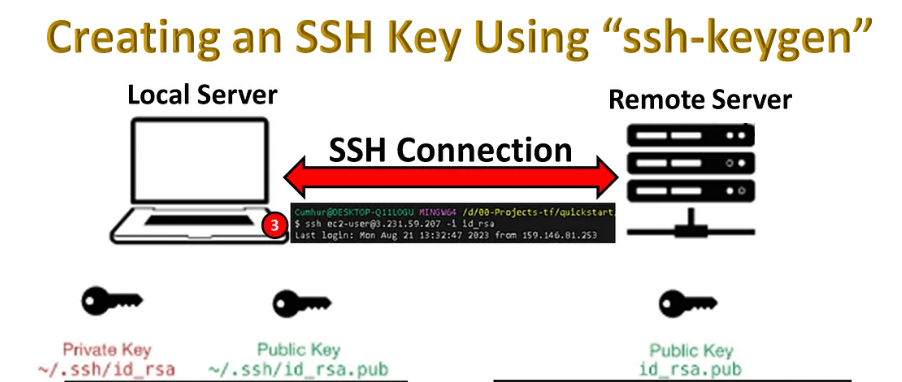 Creating an SSH Key Using “ssh-keygen”
Local Server
Remote Server
SSH Connection
3
Cumhur@DESKTOP-Q11LOGU MINGW64 /d/00-Projects-tf/quickstart
$ ssh ec2-user@3.231.59.207 -i id_rsa
Last login: Mon Aug 21 13:32:47 2023 from 159.146.81.253
Private Key
~/.ssh/id_rsa
Public Key
~/.ssh/id_rsa.pub
Public Key
id_rsa.pub